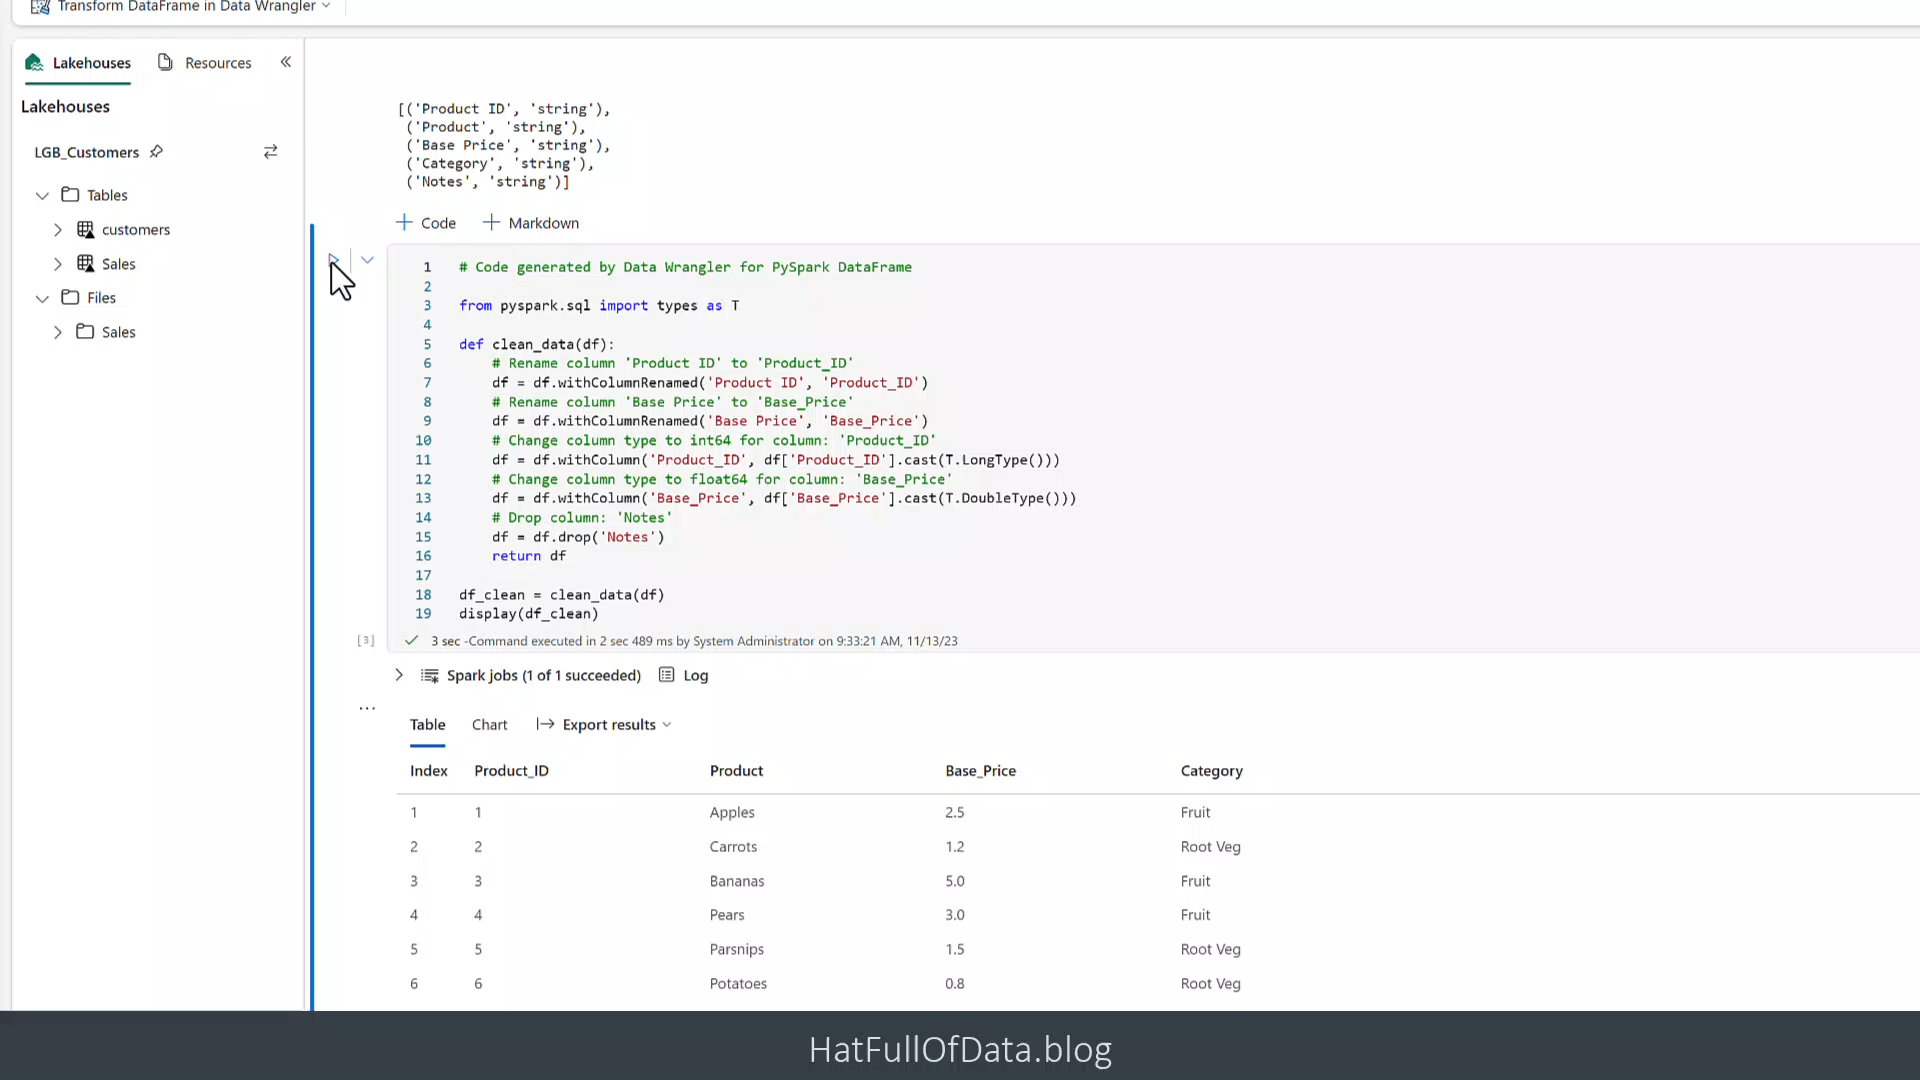 Transform DataFrame in Data Wrangler
Lakehouses
Resources
Lakehouses
LGB_Customers
Tables
customers
Sales
Files
Sales
[('Product ID', 'string'),
('Product', 'string'),
('Base Price', 'string'),
('Category', 'string'),
('Notes', 'string')]
+ Code + Markdown
1 # Code generated by Data Wrangler for PySpark DataFrame
2
3 from pyspark.sql import types as T
4
5 def clean_data(df):
6 # Rename column 'Product ID' to 'Product_ID'
7 df = df.withColumnRenamed('Product ID', 'Product_ID')
8 # Rename column 'Base Price' to 'Base_Price'
9 df = df.withColumnRenamed('Base Price', 'Base_Price')
10 # Change column type to int64 for column: 'Product_ID'
11 df = df.withColumn('Product_ID', df['Product_ID'].cast(T.LongType()))
12 # Change column type to float64 for column: 'Base_Price'
13 df = df.withColumn('Base_Price', df['Base_Price'].cast(T.DoubleType()))
14 # Drop column: 'Notes'
15 df = df.drop('Notes')
16 return df
17
18 df_clean = clean_data(df)
19 display(df_clean)
[3] 3 sec -Command executed in 2 sec 489 ms by System Administrator on 9:33:21 AM, 11/13/23
Spark jobs (1 of 1 succeeded) Log
...
Table Chart Export results
Index Product_ID Product Base_Price Category
1 1 Apples 2.5 Fruit
2 2 Carrots 1.2 Root Veg
3 3 Bananas 5.0 Fruit
4 4 Pears 3.0 Fruit
5 5 Parsnips 1.5 Root Veg
6 6 Potatoes 0.8 Root Veg
HatFullOfData.blog